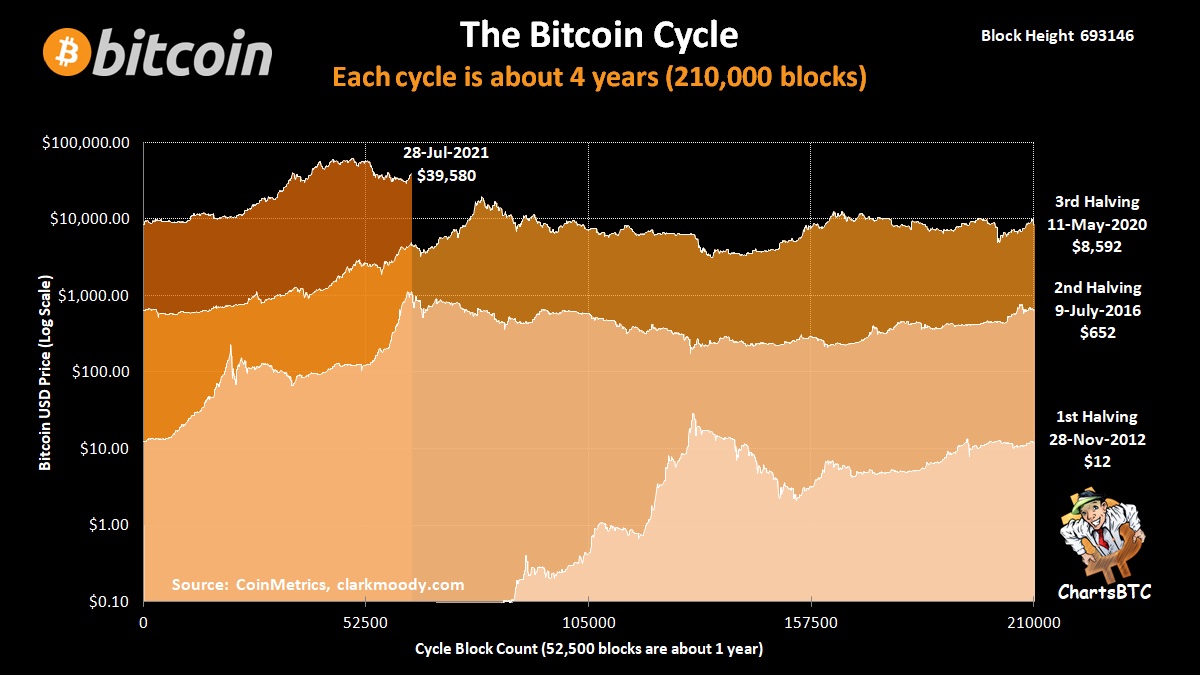 bitcoin
The Bitcoin Cycle
Each cycle is about 4 years (210,000 blocks)
Block Height 693146
Bitcoin USD Price (Log Scale)
$100,000.00
$10,000.00
$1,000.00
$100.00
$10.00
$1.00
$0.10
28-Jul-2021
$39,580
3rd Halving
11-May-2020
$8,592
2nd Halving
9-July-2016
$652
1st Halving
28-Nov-2012
$12
ChartsBTC
Source: CoinMetrics, clarkmoody.com
0
52500
105000
157500
210000
Cycle Block Count (52,500 blocks are about 1 year)